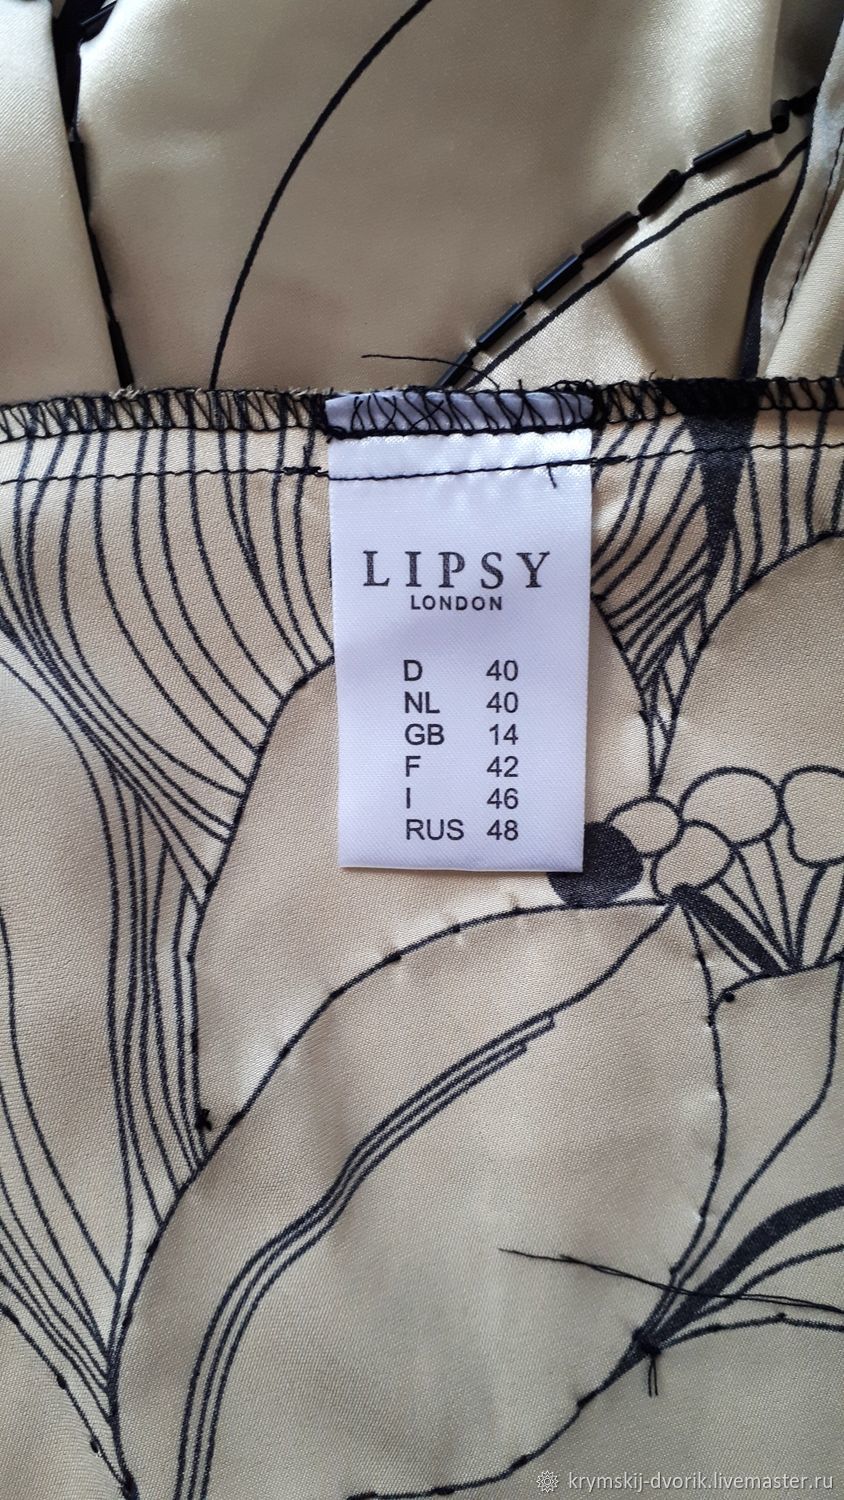 LIPSY
LONDON
D 40
NL 40
GB 14
F 42
I 46
RUS 48
krymskij-dvorik.livemaster.ru